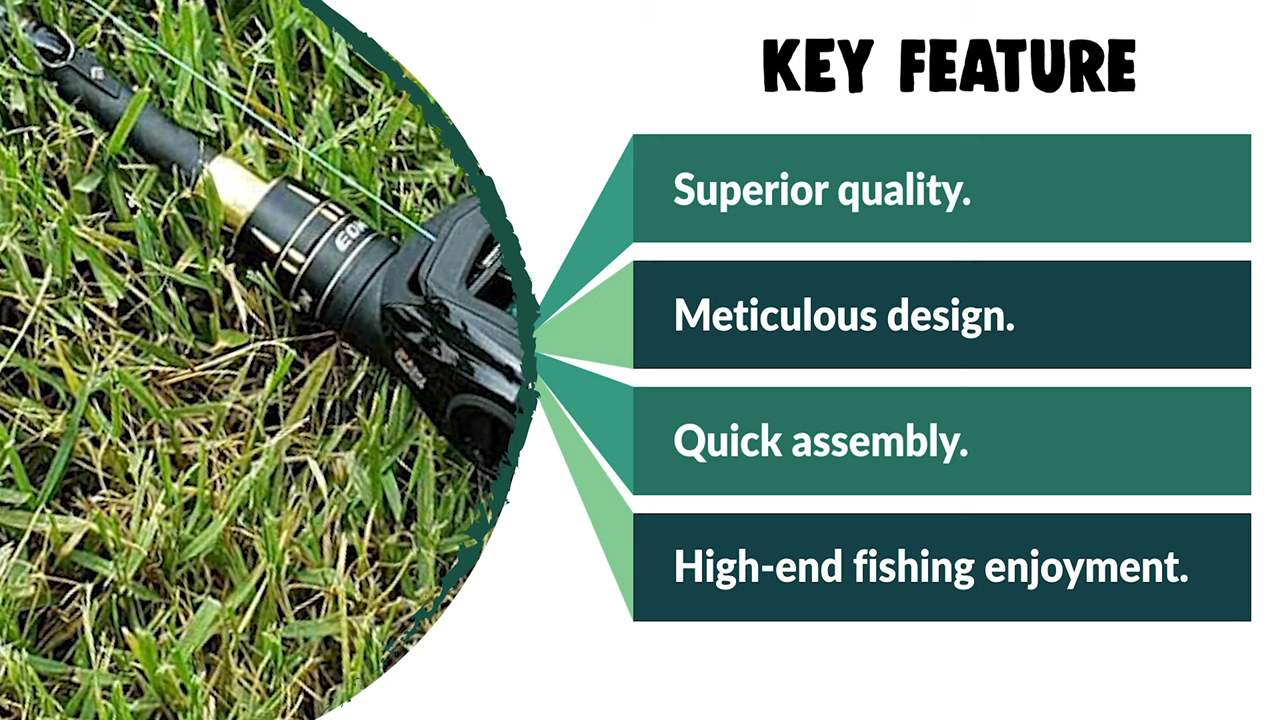 KEY FEATURE
Superior quality.
Meticulous design.
Quick assembly.
High-end fishing enjoyment.